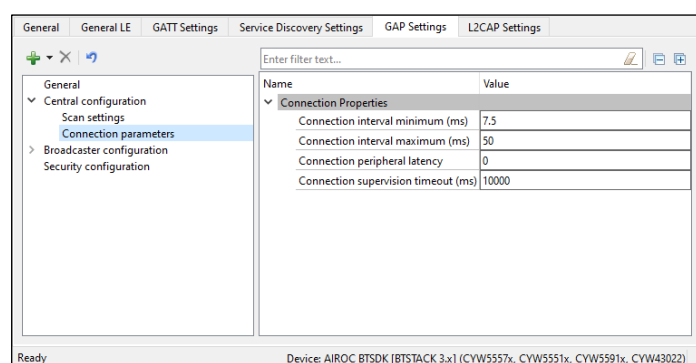 General General LE GATT Settings Service Discovery Settings GAP Settings L2CAP Settings
Enter filter text...
General
Central configuration
Scan settings
Connection parameters
Broadcaster configuration
Security configuration
Name Value
Connection Properties
Connection interval minimum (ms) 7.5
Connection interval maximum (ms) 50
Connection peripheral latency 0
Connection supervision timeout (ms) 10000
Ready Device: AIROC BTSDK [BTSTACK 3.x] (CYW5557x, CYW5551x, CYW5591x, CYW43022)